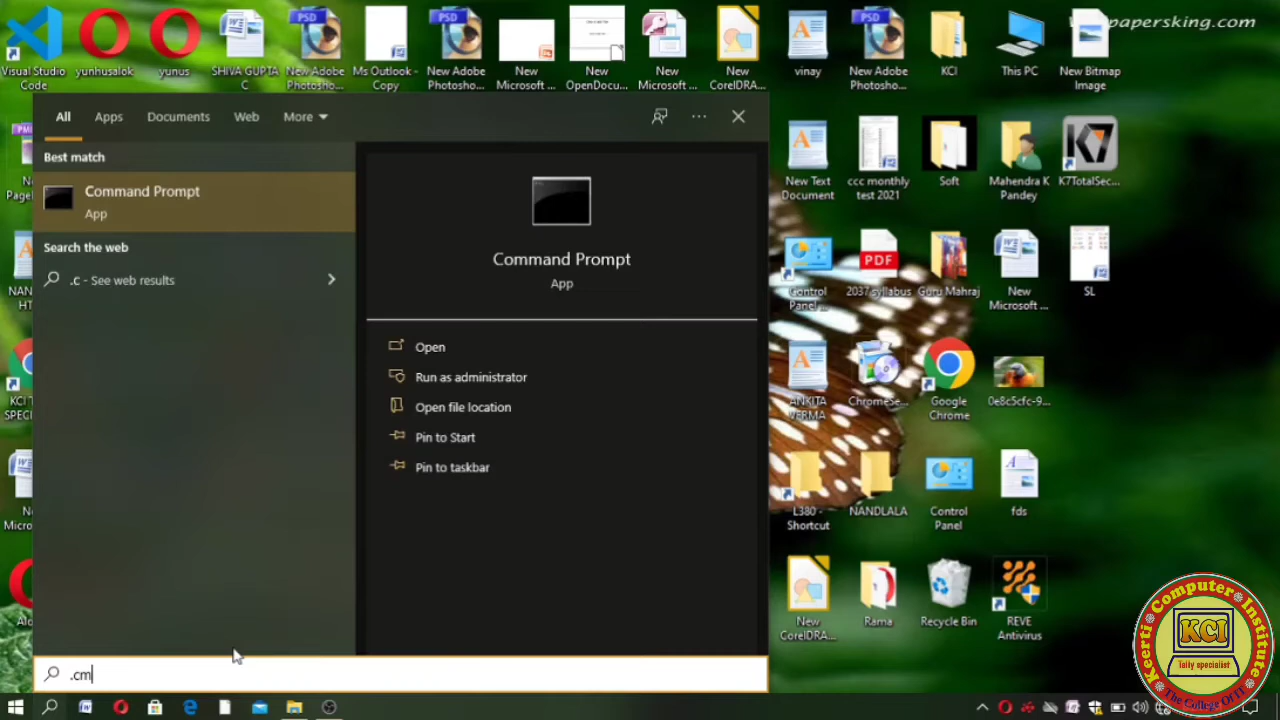 Visual Studio
Code
yunhusalok
yunus
SHIVA GUPTA
C
New Adobe
Photosho...
Ms Outlook -
Copy
New Adobe
Photosho...
New
Microsoft ...
New
OpenDocu...
New
Microsoft ...
New
CorelDRA...
vinay
New Adobe
Photosho...
KCI
This PC
New Bitmap
Image
All
Apps
Documents
Web
More
Best match
Command Prompt
App
Search the web
.c - See web results
Command Prompt
App
Open
Run as administrator
Open file location
Pin to Start
Pin to taskbar
.cm
New Text
Document
ccc monthly
test 2021
Soft
Mahendra K
Pandey
K7TotalSec...
Control
Panel ...
2037 syllabus
Guru Mahraj
New
Microsoft ...
SL
ANKITA
VERMA
ChromeSe...
Google
Chrome
0e8c5cfc-9...
L380 -
Shortcut
NANDLALA
Control
Panel
fds
New
CorelDRA...
Rama
Recycle Bin
REVE
Antivirus
PDF
Keerti Computer Institute
KCI
Tally specialist
The College Of IT